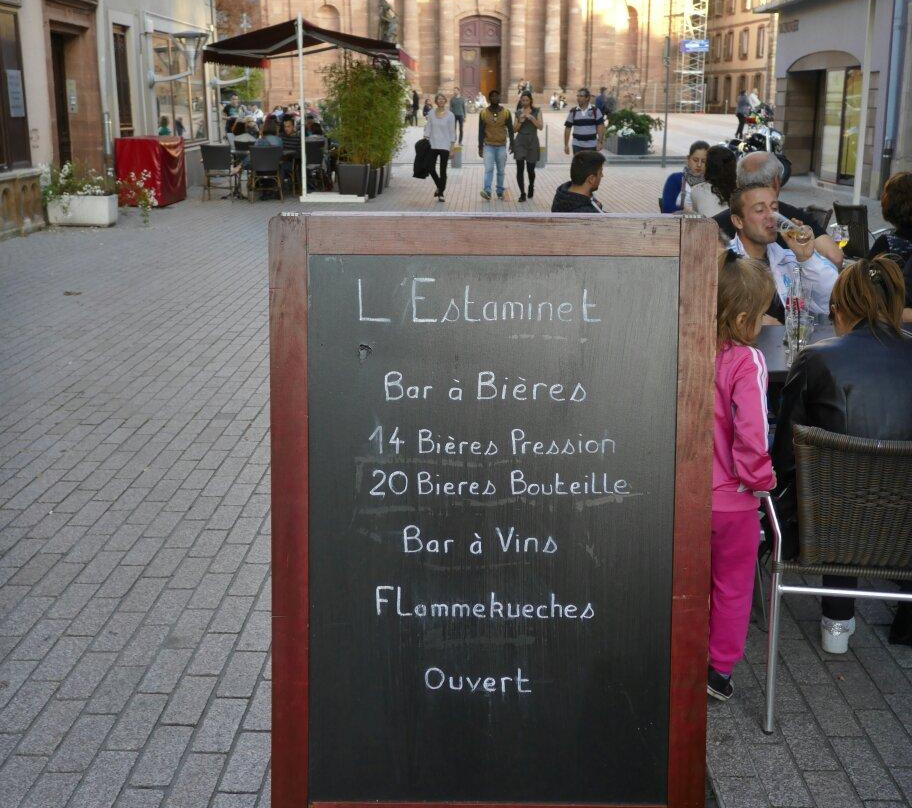 L'Estaminet
Bar à Bières
14 Bières Pression
20 Bieres Bouteille
Bar à Vins
FLammekueches
Ouvert